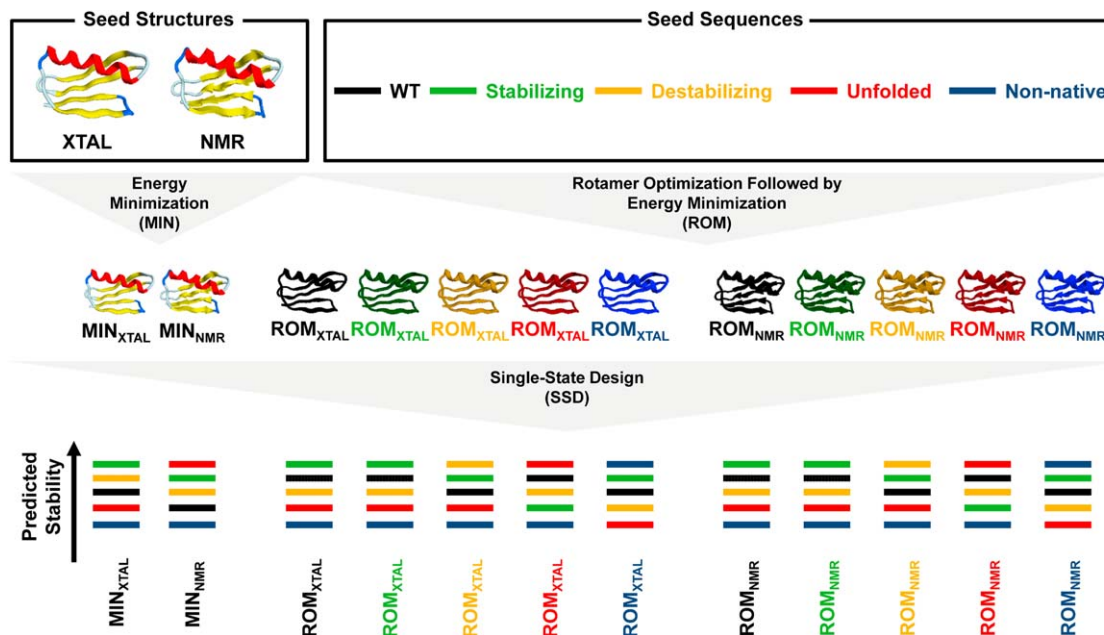 Seed Structures
XTAL NMR
Seed Sequences
WT Stabilizing Destabilizing Unfolded Non-native
Energy
Minimization
(MIN)
Rotamer Optimization Followed by
Energy Minimization
(ROM)
MINXTAL MINNMR ROMXTAL ROMXTAL ROMXTAL ROMXTAL ROMXTAL ROMNMR ROMNMR ROMNMR ROMNMR ROMNMR
Single-State Design
(SSD)
Predicted
Stability
MINXTAL
MINNMR
ROMXTAL
ROMXTAL
ROMXTAL
ROMXTAL
ROMXTAL
ROMNMR
ROMNMR
ROMNMR
ROMNMR
ROMNMR